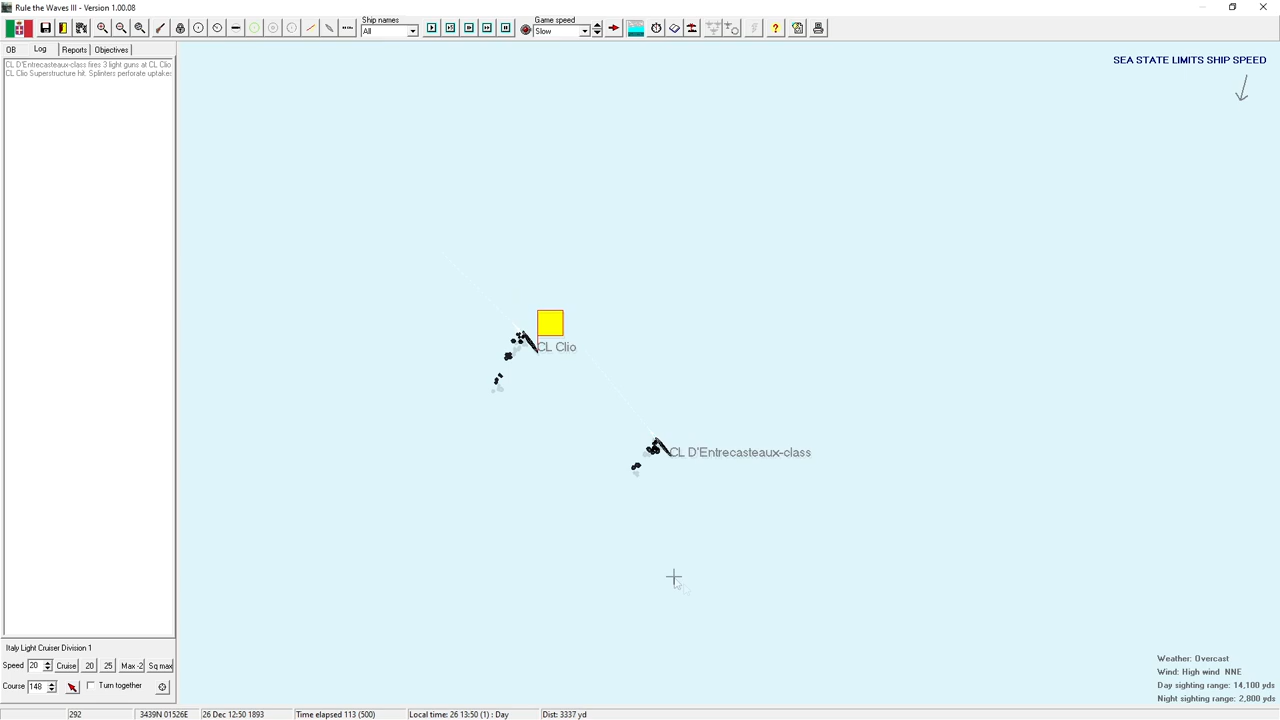 Rule the Waves III - Version 1.00.08
Ship names
All
Game speed
Slow
OB Log Reports Objectives
CL D'Entrecasteaux-class fires 3 light guns at CL Clio
CL Clio Superstructure hit. Splinters perforate uptake
SEA STATE LIMITS SHIP SPEED
CL Clio
CL D'Entrecasteaux-class
Italy Light Cruiser Division 1
Speed 20 Cruise 20 25 Max -2 Sq max
Course 148 Turn together
Weather: Overcast
Wind: High wind NNE
Day sighting range: 14,100 yds
Night sighting range: 2,800 yds
292 3439N 01526E 26 Dec 12:50 1893 Time elapsed 113 (500) Local time: 26 13:50 (1) : Day Dist: 3337 yd